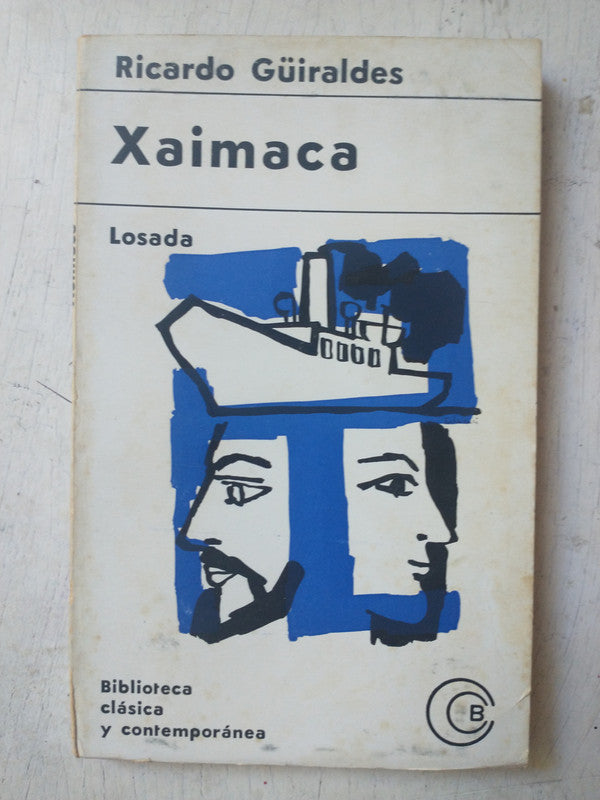 Ricardo Güiraldes
Xaimaca
Losada
Biblioteca
clásica
y contemporánea
B